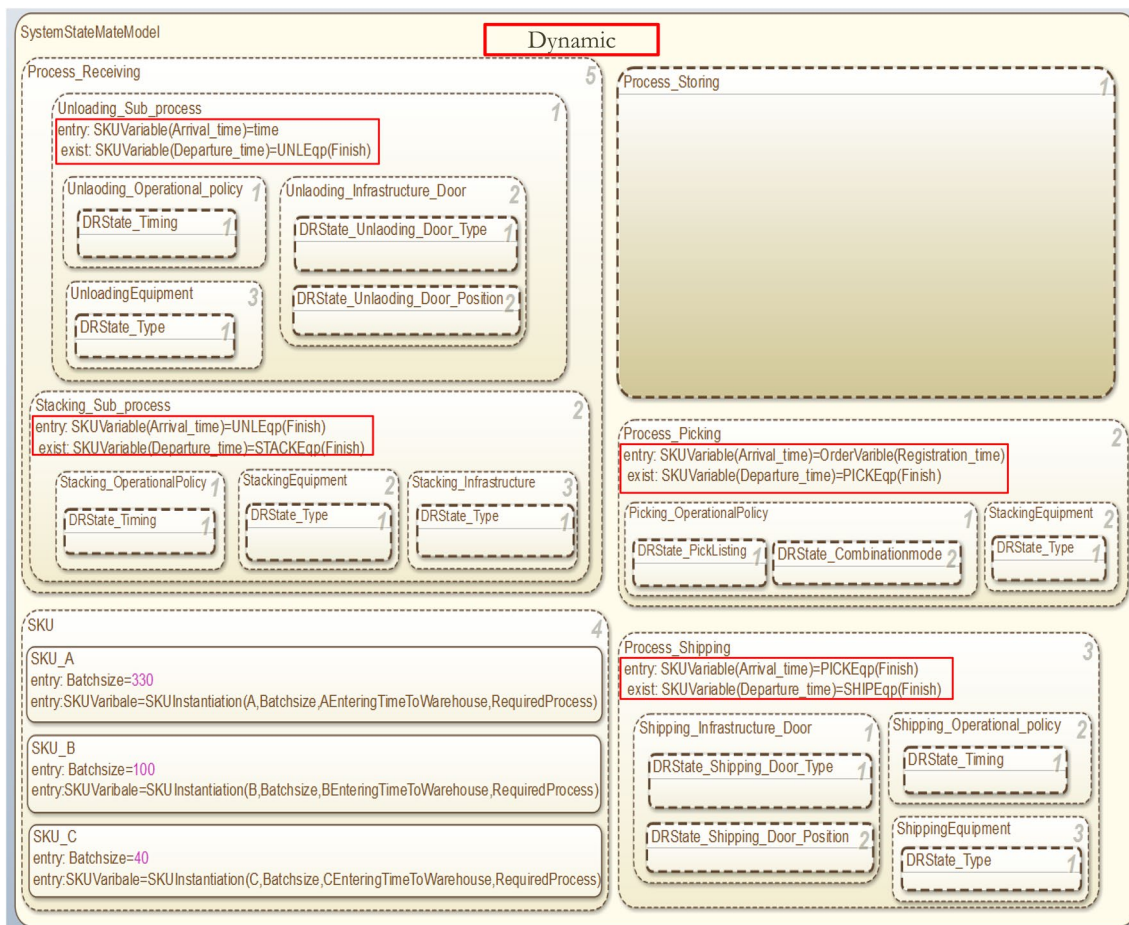 SystemStateMateModel
Dynamic
Process_Receiving
5
Unloading_Sub_process
1
entry: SKUVariable(Arrival_time)=time
exist: SKUVariable(Departure_time)=UNLEqp(Finish)
Unlaoding_Operational_policy
1
DRState_Timing
1
Unlaoding_Infrastructure_Door
2
DRState_Unlaoding_Door_Type
1
DRState_Unlaoding_Door_Position
2
UnloadingEquipment
3
DRState_Type
1
Stacking_Sub_process
2
entry: SKUVariable(Arrival_time)=UNLEqp(Finish)
exist: SKUVariable(Departure_time)=STACKEqp(Finish)
Stacking_OperationalPolicy
1
DRState_Timing
1
StackingEquipment
2
DRState_Type
1
Stacking_Infrastructure
3
DRState_Type
1
SKU
4
SKU_A
entry: Batchsize=330
entry:SKUVaribale=SKUInstantiation(A,Batchsize,AEnteringTimeToWarehouse,RequiredProcess)
SKU_B
entry: Batchsize=100
entry:SKUVaribale=SKUInstantiation(B,Batchsize,BEnteringTimeToWarehouse,RequiredProcess)
SKU_C
entry: Batchsize=40
entry:SKUVaribale=SKUInstantiation(C,Batchsize,CEnteringTimeToWarehouse,RequiredProcess)
Process_Storing
1
Process_Picking
2
entry: SKUVariable(Arrival_time)=OrderVarible(Registration_time)
exist: SKUVariable(Departure_time)=PICKEqp(Finish)
Picking_OperationalPolicy
1
DRState_PickListing
1
DRState_Combinationmode
2
StackingEquipment
2
DRState_Type
1
Process_Shipping
3
entry: SKUVariable(Arrival_time)=PICKEqp(Finish)
exist: SKUVariable(Departure_time)=SHIPEqp(Finish)
Shipping_Infrastructure_Door
1
DRState_Shipping_Door_Type
1
DRState_Shipping_Door_Position
2
Shipping_Operational_policy
2
DRState_Timing
1
ShippingEquipment
3
DRState_Type
1